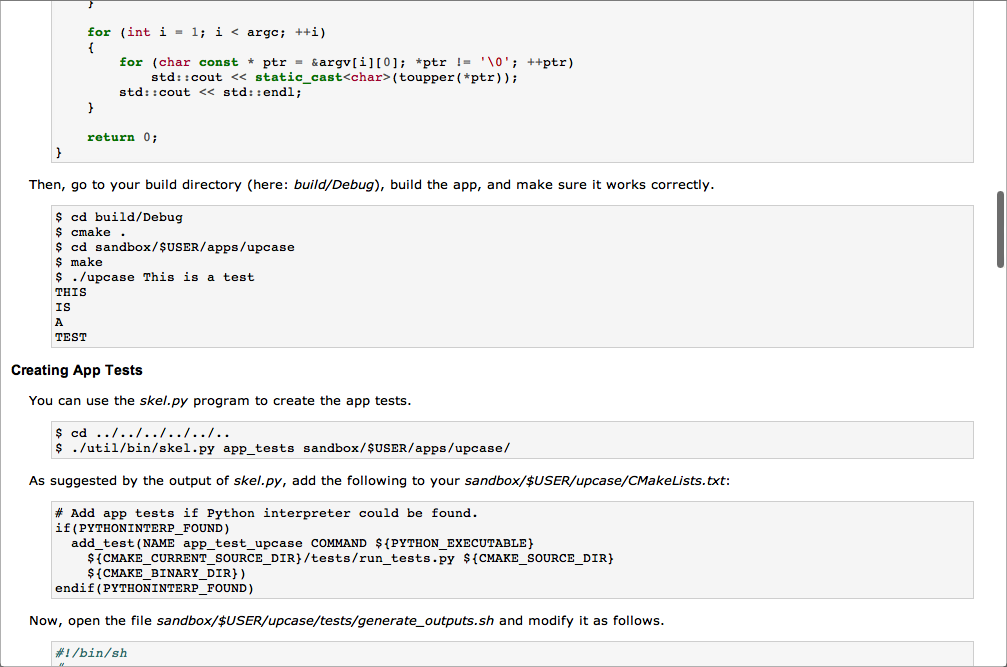 }
for (int i = 1; i < argc; ++i)
{
for (char const * ptr = &argv[i][0]; *ptr != '\0'; ++ptr)
std::cout << static_cast<char>(toupper(*ptr));
std::cout << std::endl;
}
return 0;
}
Then, go to your build directory (here: build/Debug), build the app, and make sure it works correctly.
$ cd build/Debug
$ cmake .
$ cd sandbox/$USER/apps/upcase
$ make
$ ./upcase This is a test
THIS
IS
A
TEST
Creating App Tests
You can use the skel.py program to create the app tests.
$ cd ../../../../../..
$ ./util/bin/skel.py app_tests sandbox/$USER/apps/upcase/
As suggested by the output of skel.py, add the following to your sandbox/$USER/upcase/CMakeLists.txt:
# Add app tests if Python interpreter could be found.
if(PYTHONINTERP_FOUND)
add_test(NAME app_test_upcase COMMAND ${PYTHON_EXECUTABLE}
${CMAKE_CURRENT_SOURCE_DIR}/tests/run_tests.py ${CMAKE_SOURCE_DIR}
${CMAKE_BINARY_DIR})
endif(PYTHONINTERP_FOUND)
Now, open the file sandbox/$USER/upcase/tests/generate_outputs.sh and modify it as follows.
#!/bin/sh
#